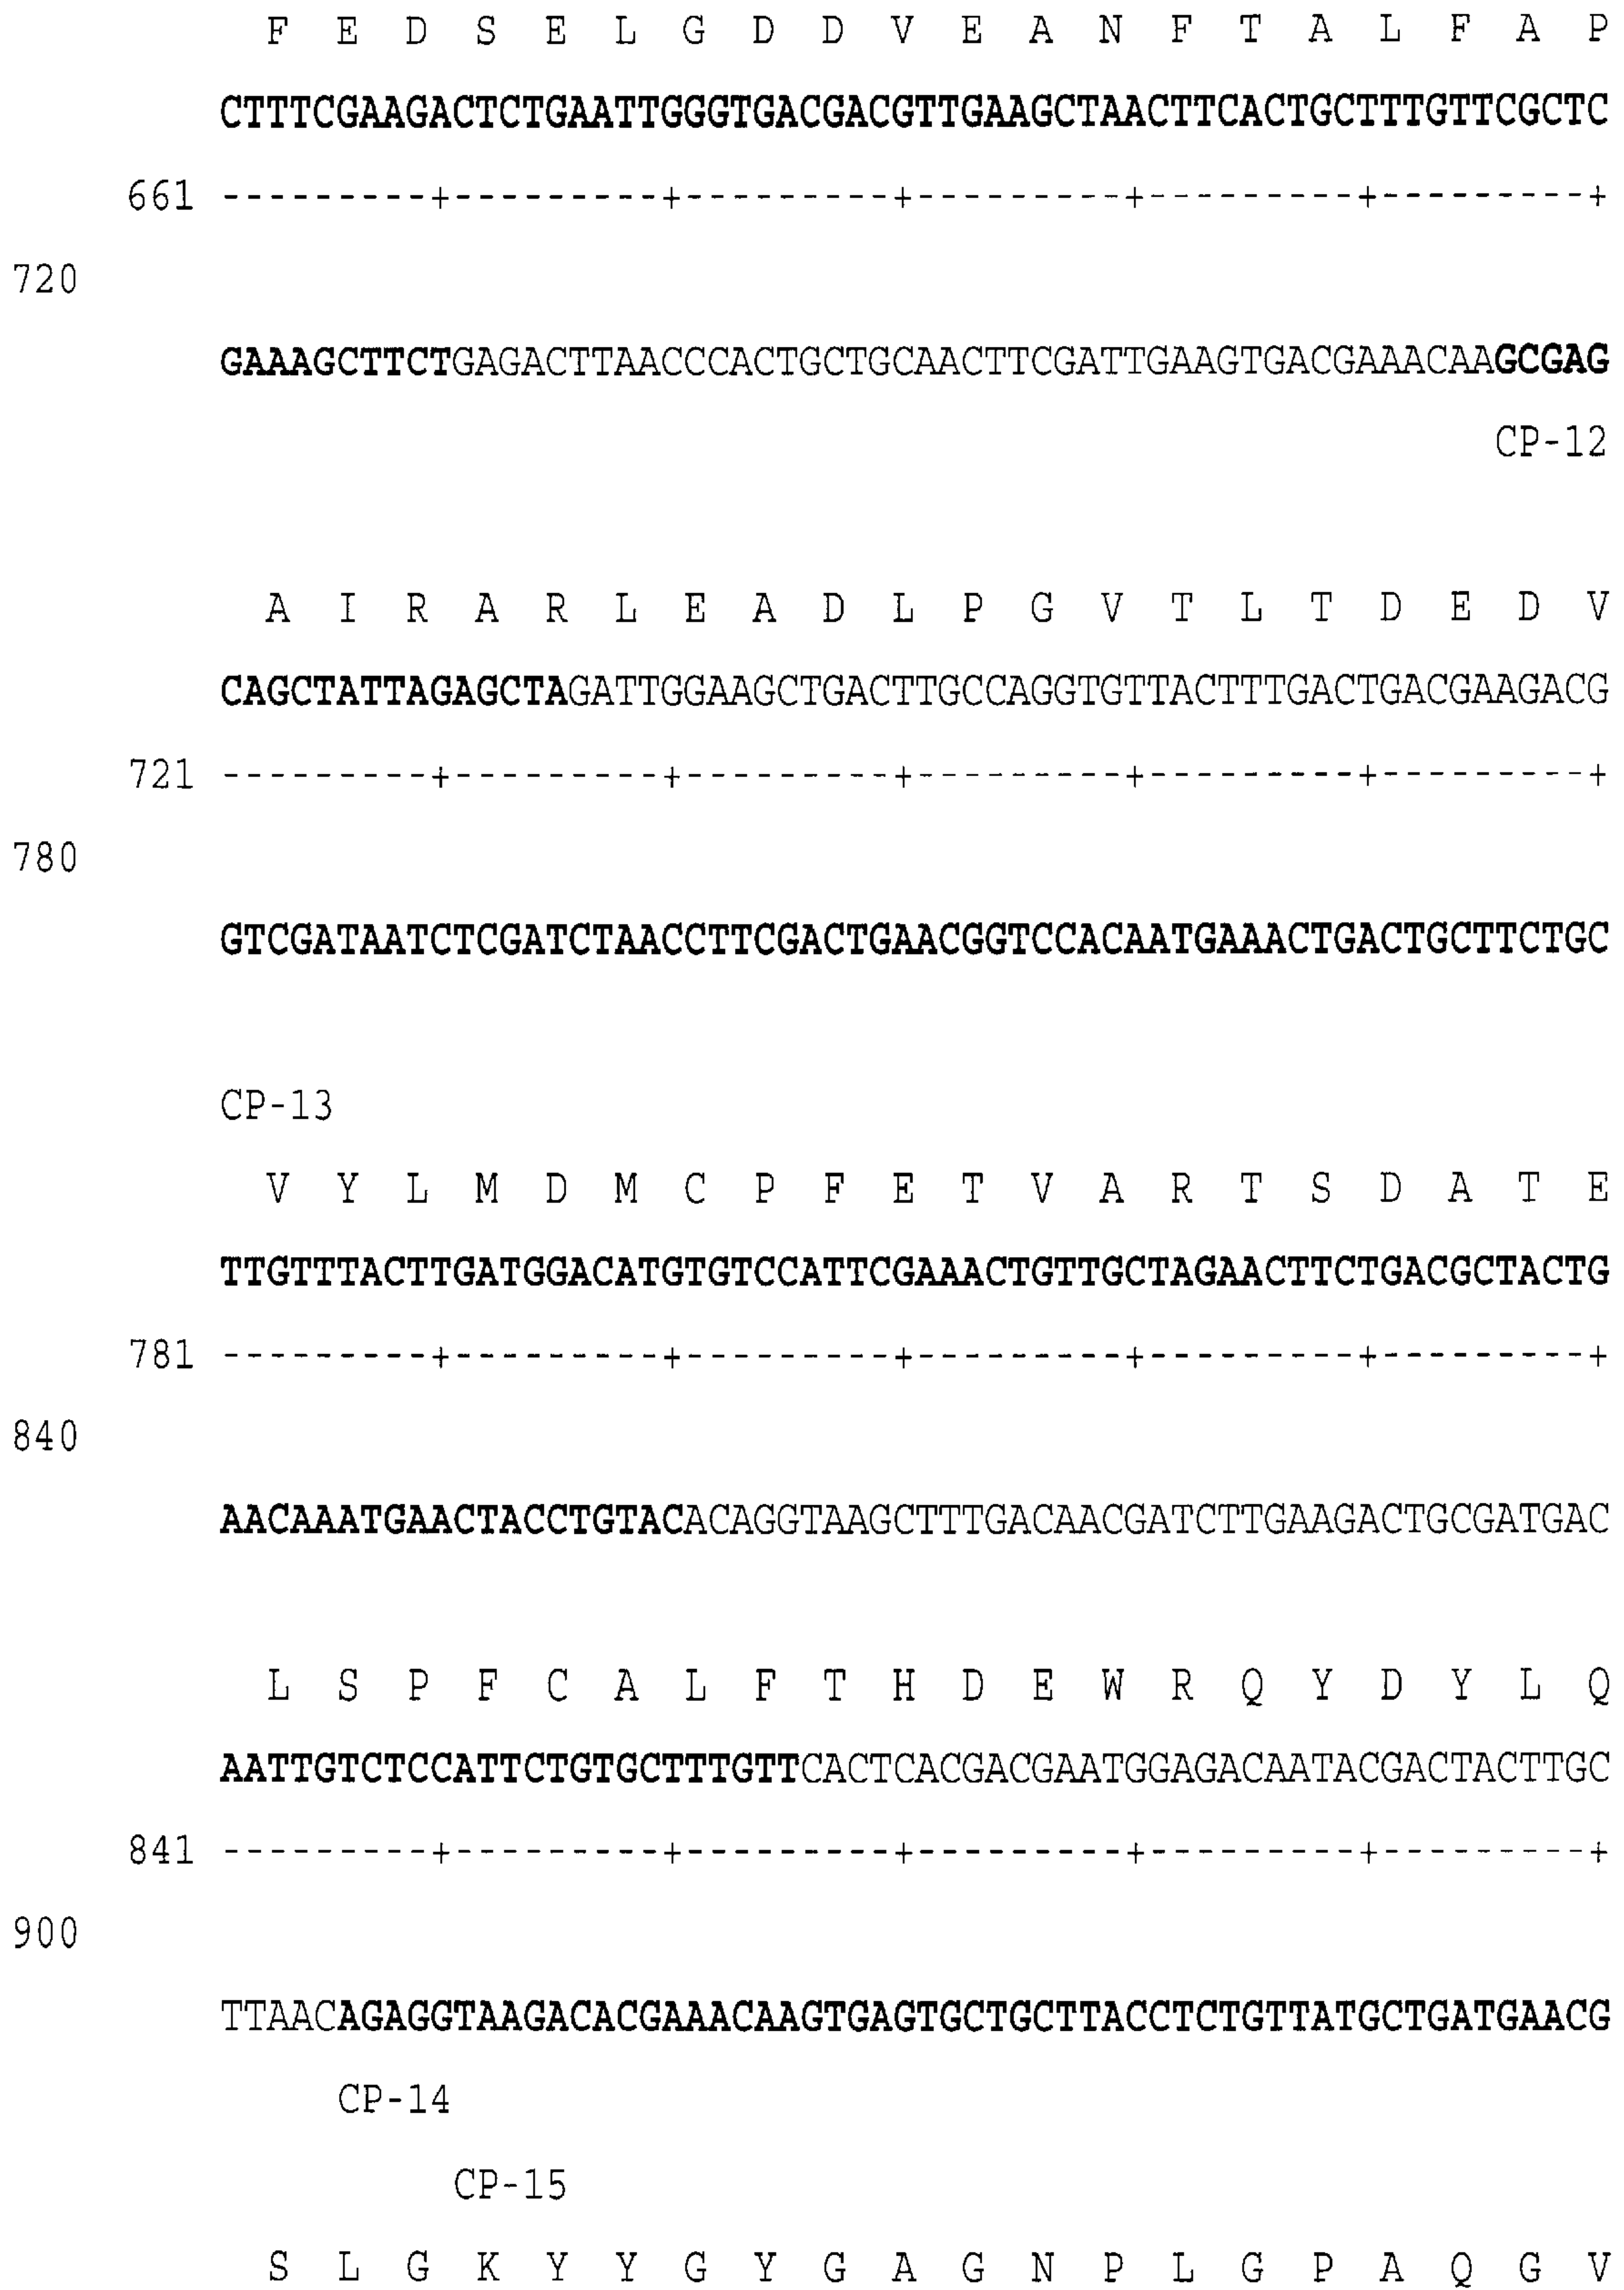 F E D S E L G D D V E A N F T A L F A P
CTTTCGAAGACTCTGAATTGGGTGACGACGTTGAAGCTAACTTCACTGCTTTGTTCGCTC
661 ---------+---------+---------+---------+---------+---------+
720
GAAAGCTTCTGAGACTTAACCCACTGCTGCAACTTCGATTGAAGTGACGAAACAAGCGAG
CP-12
A I R A R L E A D L P G V T L T D E D V
CAGCTATTAGAGCTAGATTGGAAGCTGACTTGCCAGGTGTTACTTTGACTGACGAAGACG
721 ---------+---------+---------+---------+---------+---------+
780
GTCGATAATCTCGATCTAACCTTCGACTGAACGGTCCACAATGAAACTGACTGCTTCTGC
CP-13
V Y L M D M C P F E T V A R T S D A T E
TTGTTTACTTGATGGACATGTGTCCATTCGAAACTGTTGCTAGAACTTCTGACGCTACTG
781 ---------+---------+---------+---------+---------+---------+
840
AACAAATGAACTACCTGTACACAGGTAAGCTTTGACAACGATCTTGAAGACTGCGATGAC
L S P F C A L F T H D E W R Q Y D Y L Q
AATTGTCTCCATTCTGTGCTTTGTTCACTCACGACGAATGGAGACAATACGACTACTTGC
841 ---------+---------+---------+---------+---------+---------+
900
TTAACAGAGGTAAGACACGAAACAAGTGAGTGCTGCTTACCTCTGTTATGCTGATGAACG
CP-14
CP-15
S L G K Y Y G Y G A G N P L G P A Q G V